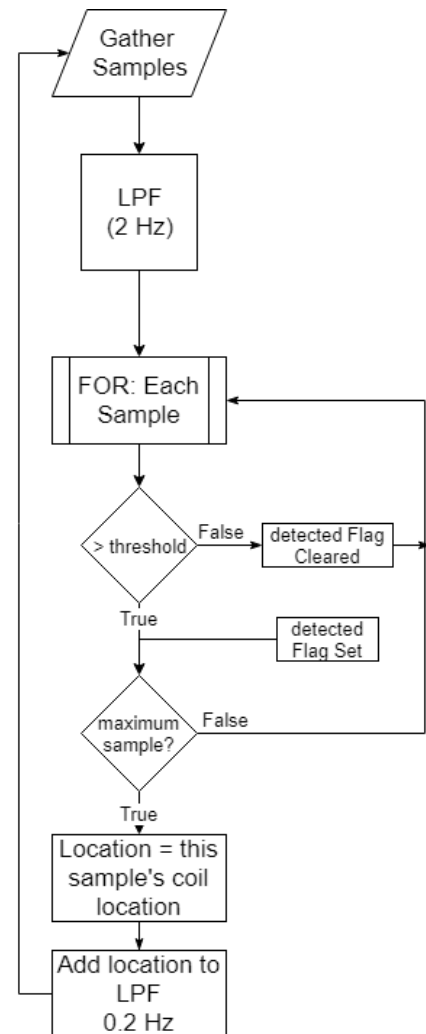 Gather
Samples
LPF
(2 Hz)
FOR: Each
Sample
> threshold
False
detected Flag
Cleared
True
detected
Flag Set
maximum
sample?
False
True
Location = this
sample's coil
location
Add location to
LPF
0.2 Hz